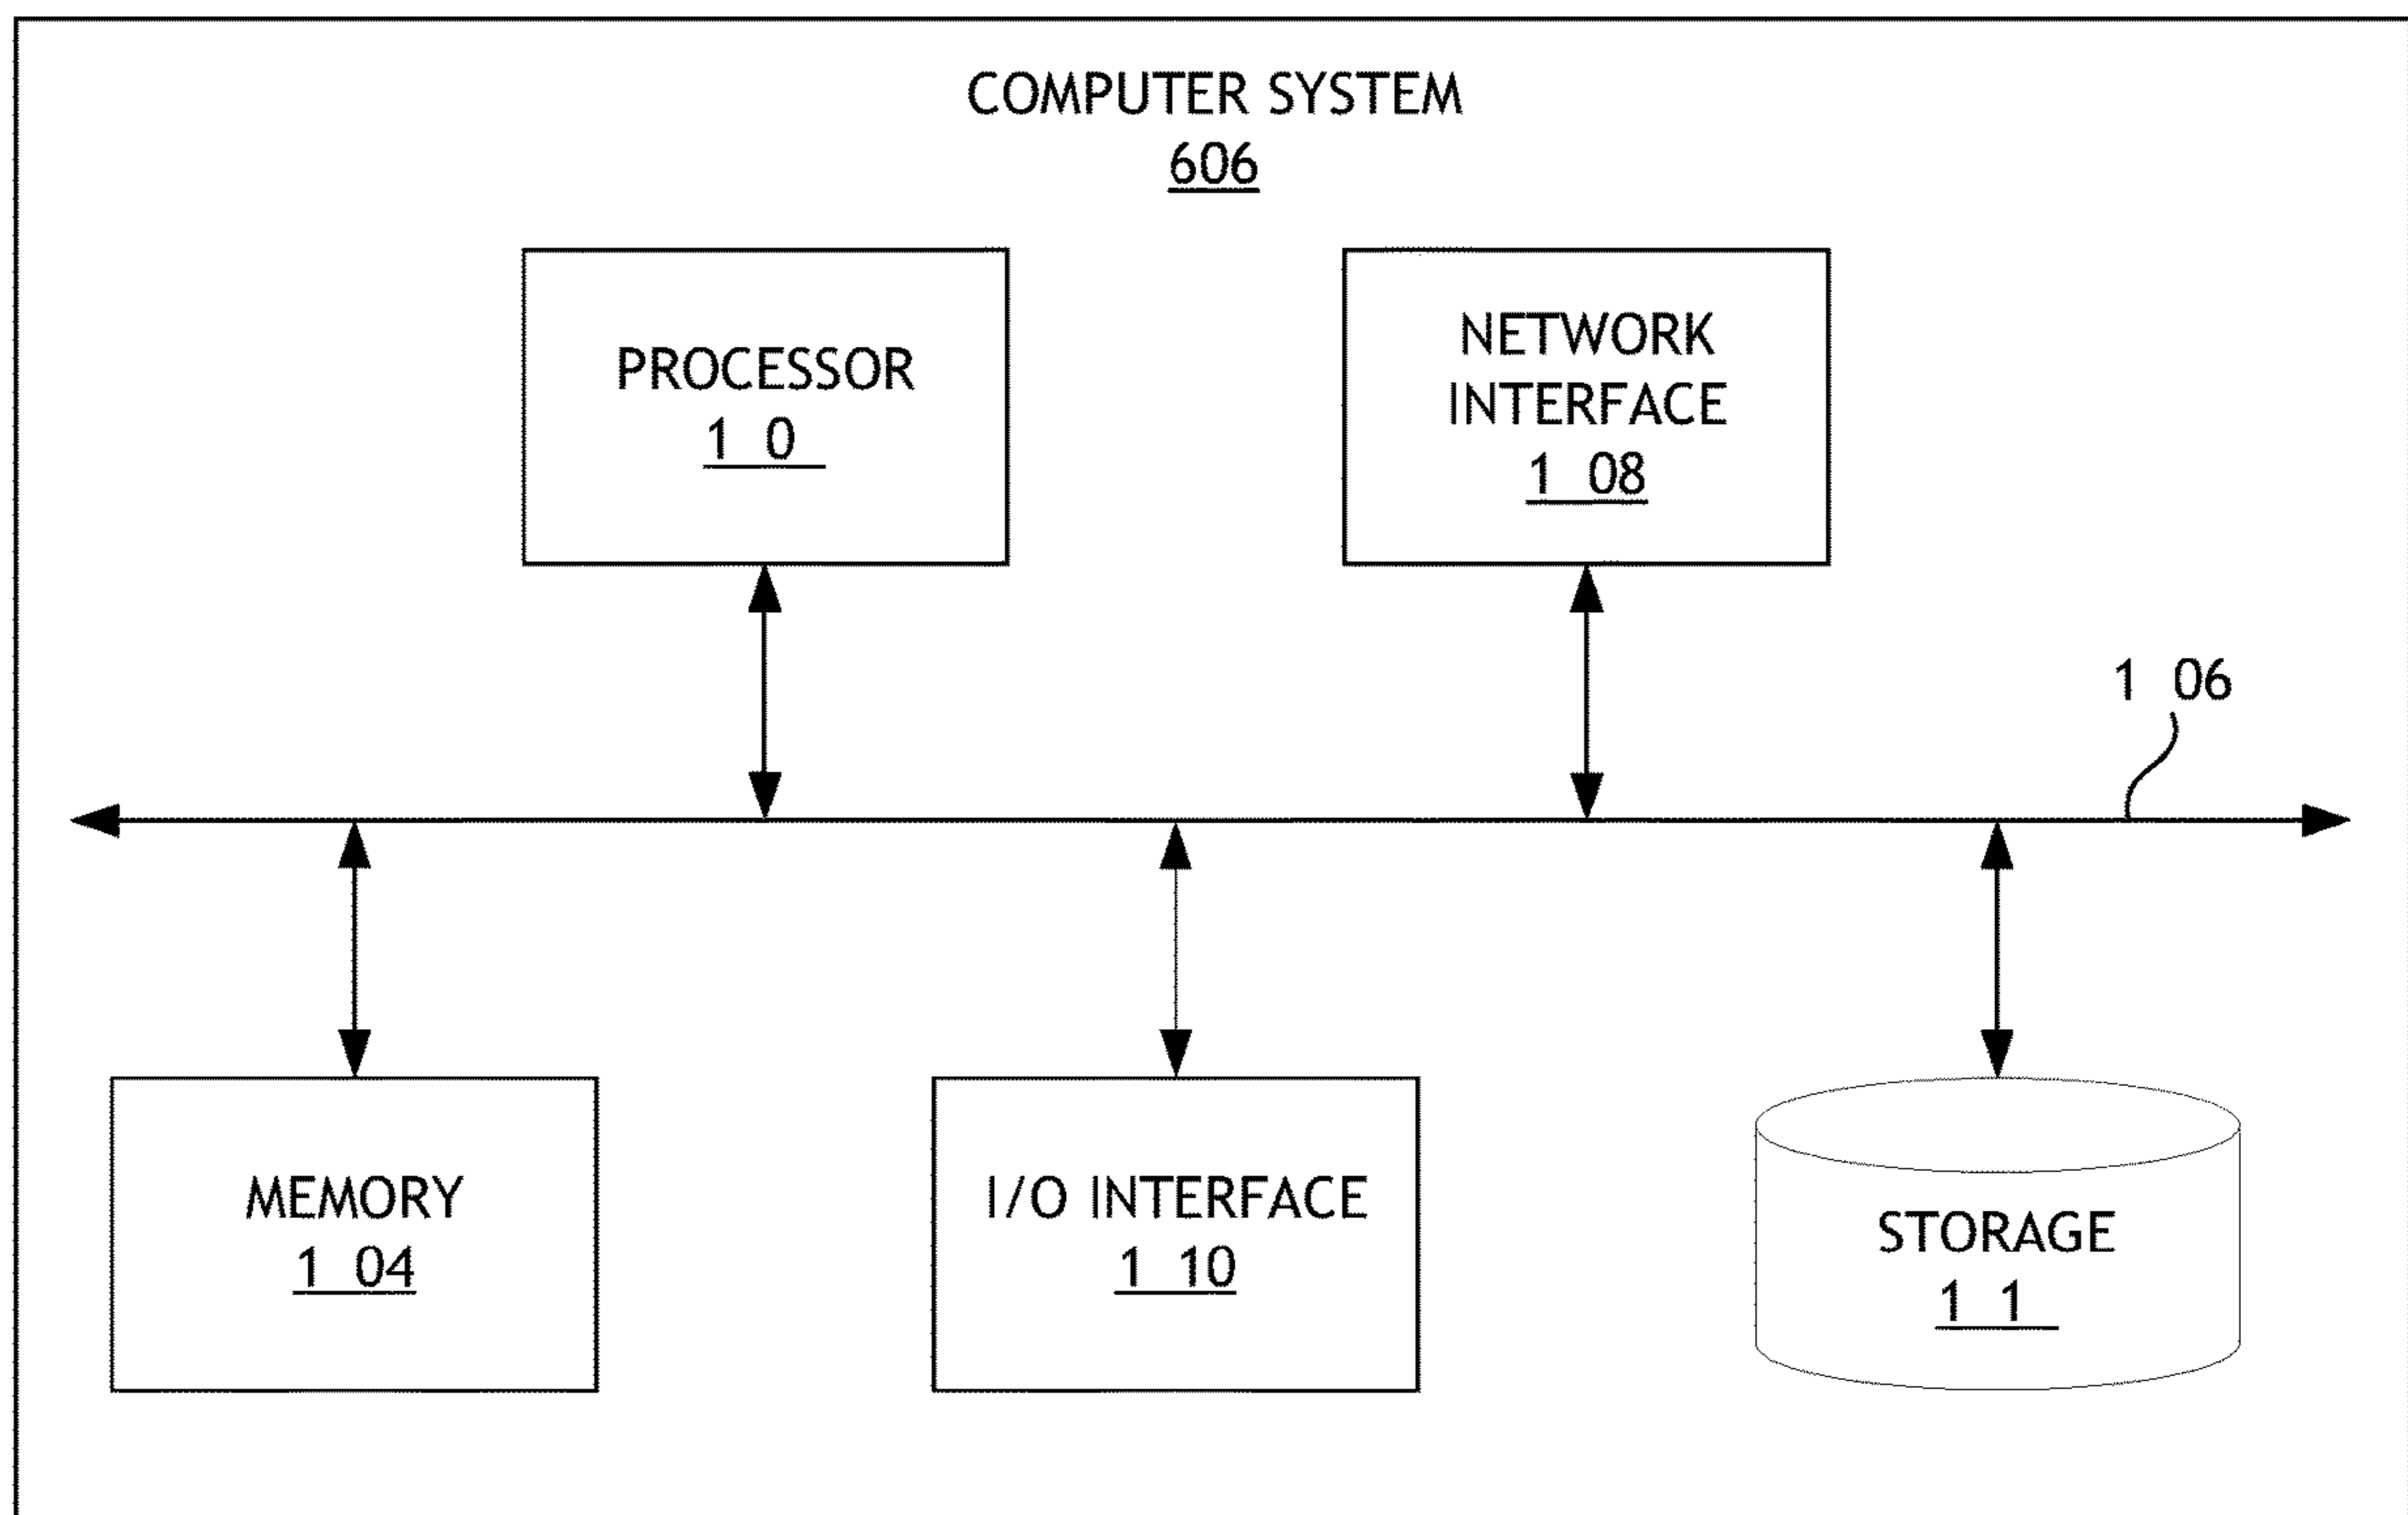 COMPUTER SYSTEM
606
PROCESSOR
1 0
NETWORK
INTERFACE
1 08
1 06
MEMORY
1 04
I/O INTERFACE
1 10
STORAGE
1 1